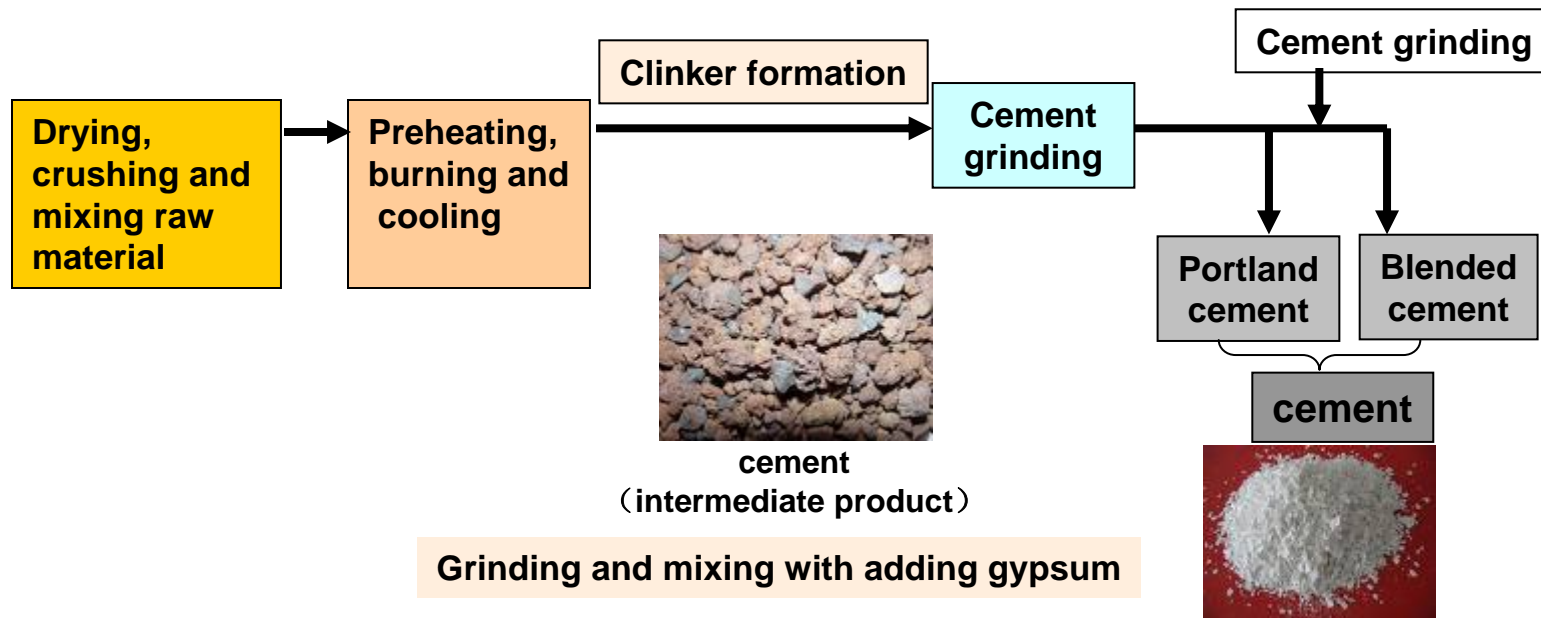 Cement grinding
Clinker formation
Drying,
crushing and
mixing raw
material
Preheating,
burning and
cooling
Cement
grinding
Portland
cement
Blended
cement
cement
cement
（intermediate product）
Grinding and mixing with adding gypsum